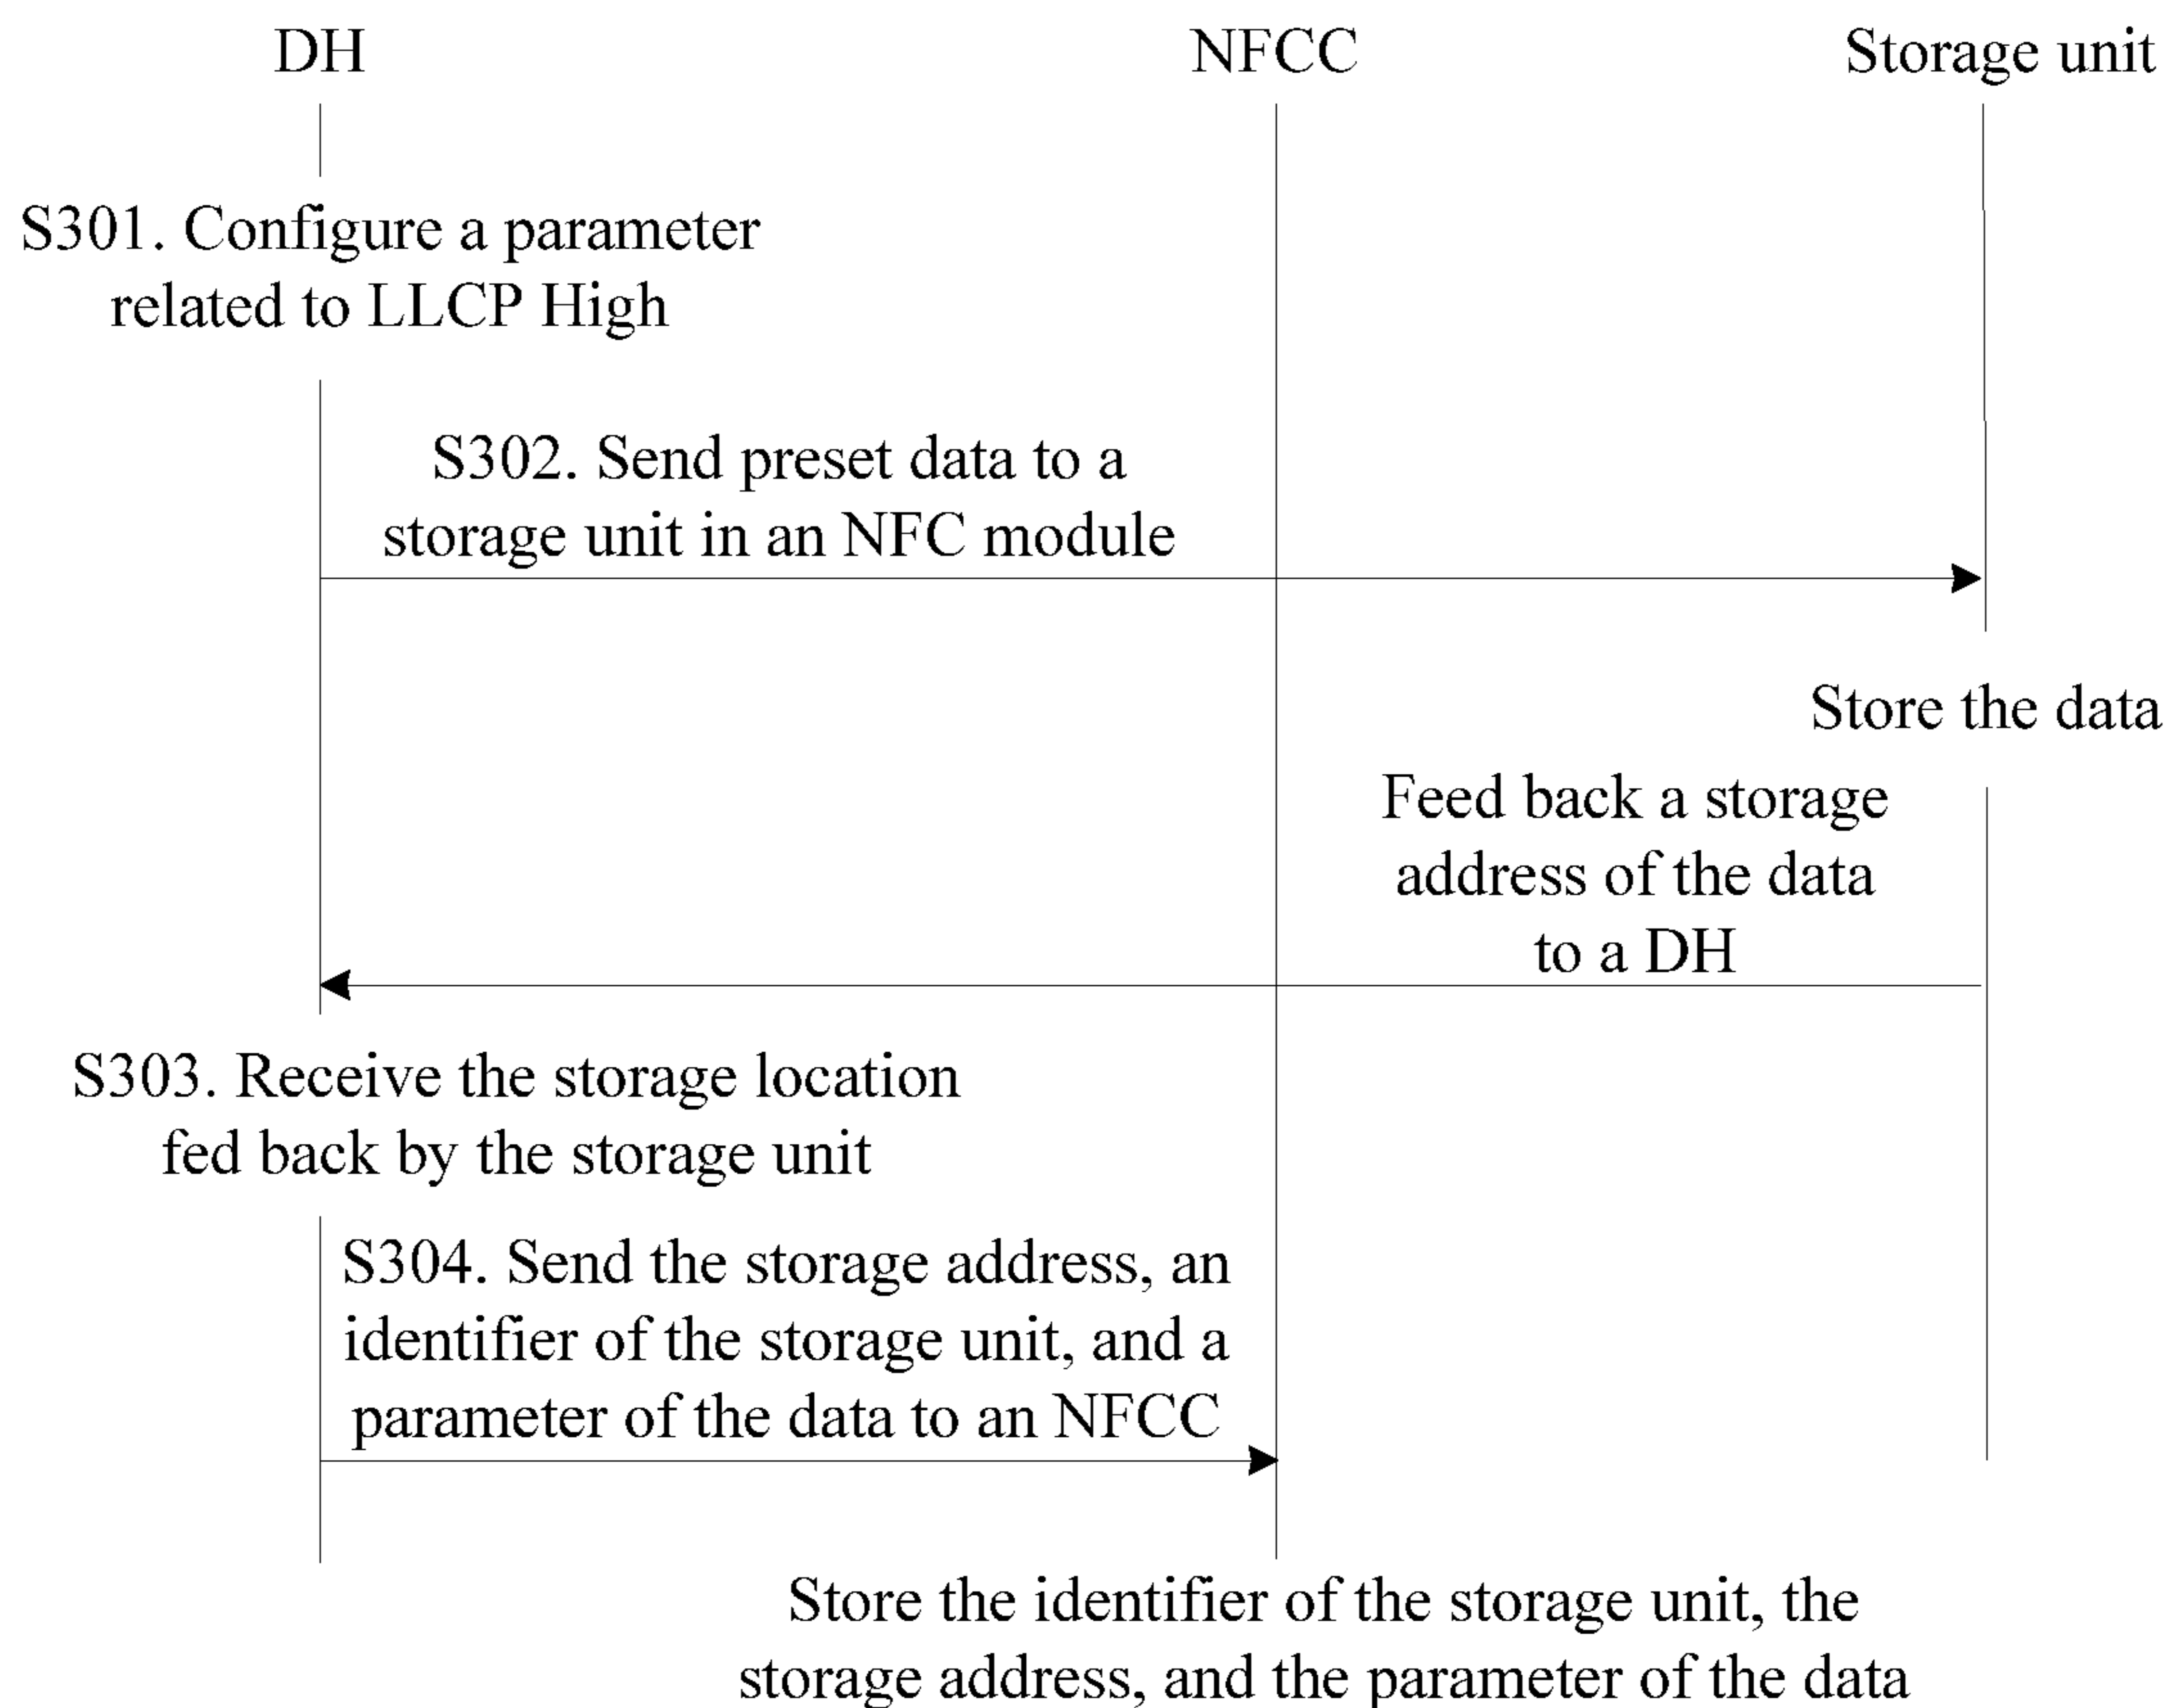 DH
NFCC
Storage unit
S301. Configure a parameter
related to LLCP High
S302. Send preset data to a
storage unit in an NFC module
Store the data
Feed back a storage
address of the data
to a DH
S303. Receive the storage location
fed back by the storage unit
S304. Send the storage address, an
identifier of the storage unit, and a
parameter of the data to an NFCC
Store the identifier of the storage unit, the
storage address, and the parameter of the data